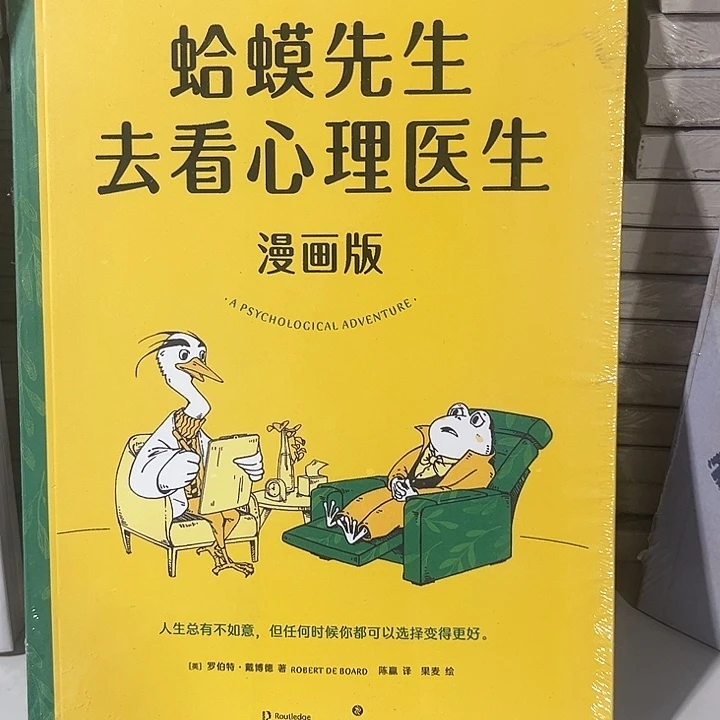 蛤蟆先生
去看心理医生
漫画版
·A PSYCHOLOGICAL ADVENTURE·
人生总有不如意，但任何时候你都可以选择变得更好。
［英］罗伯特·戴博德 著 ROBERT DE BOARD 陈赢 译 果麦 绘
Routledge